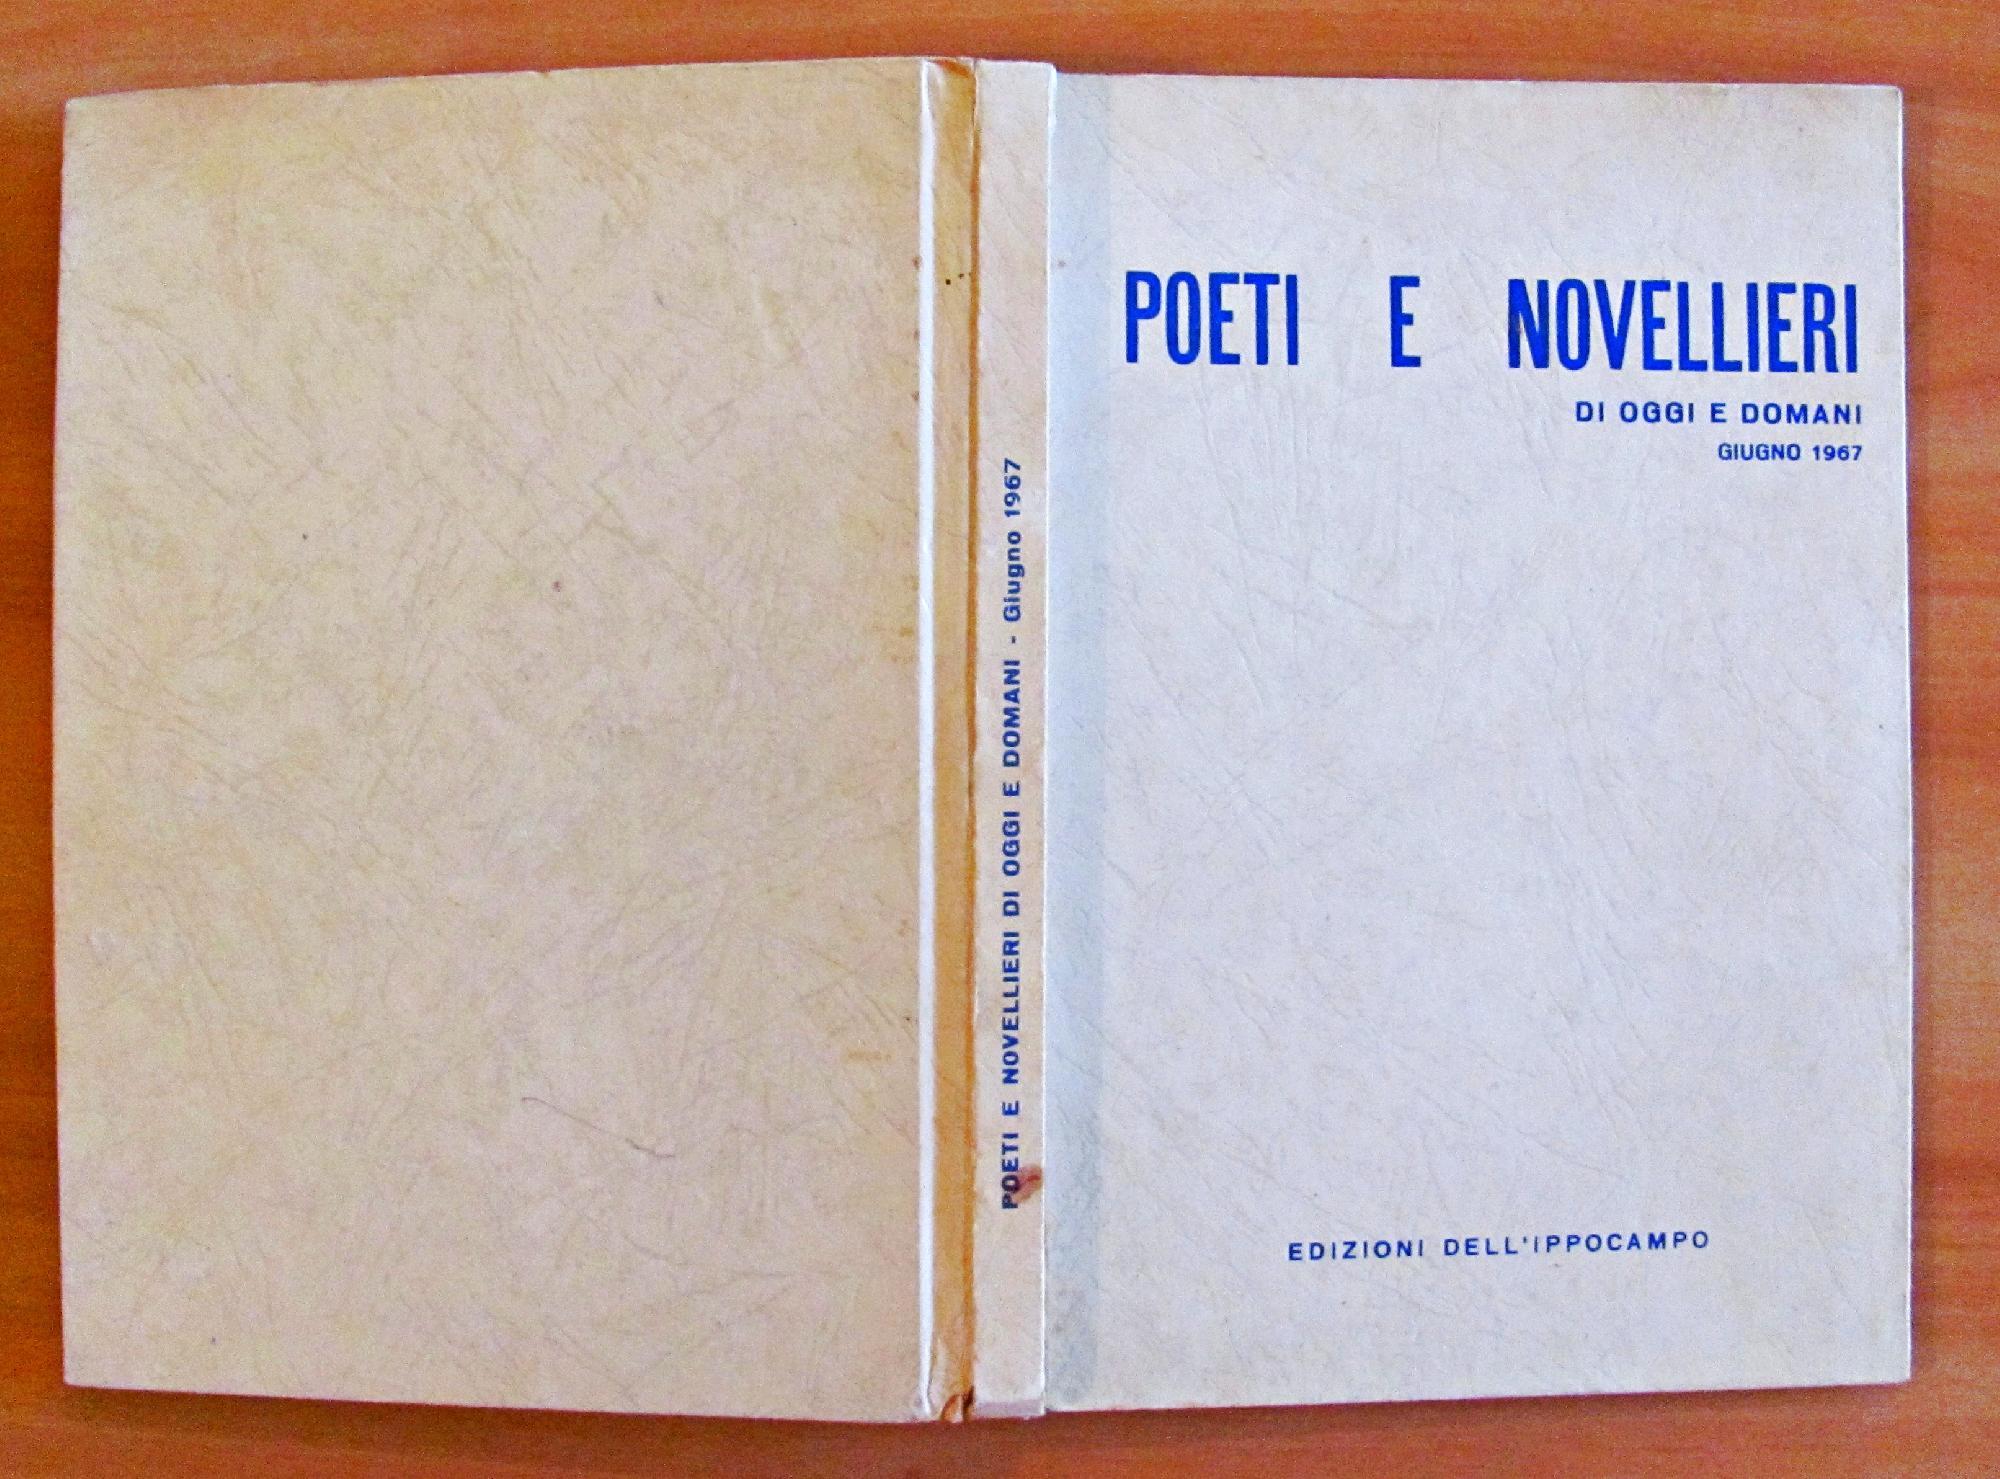 POETI E NOVELLIERI
DI OGGI E DOMANI
GIUGNO 1967
EDIZIONI DELL'IPPOCAMPO
POETI E NOVELLIERI DI OGGI E DOMANI - Giugno 1967